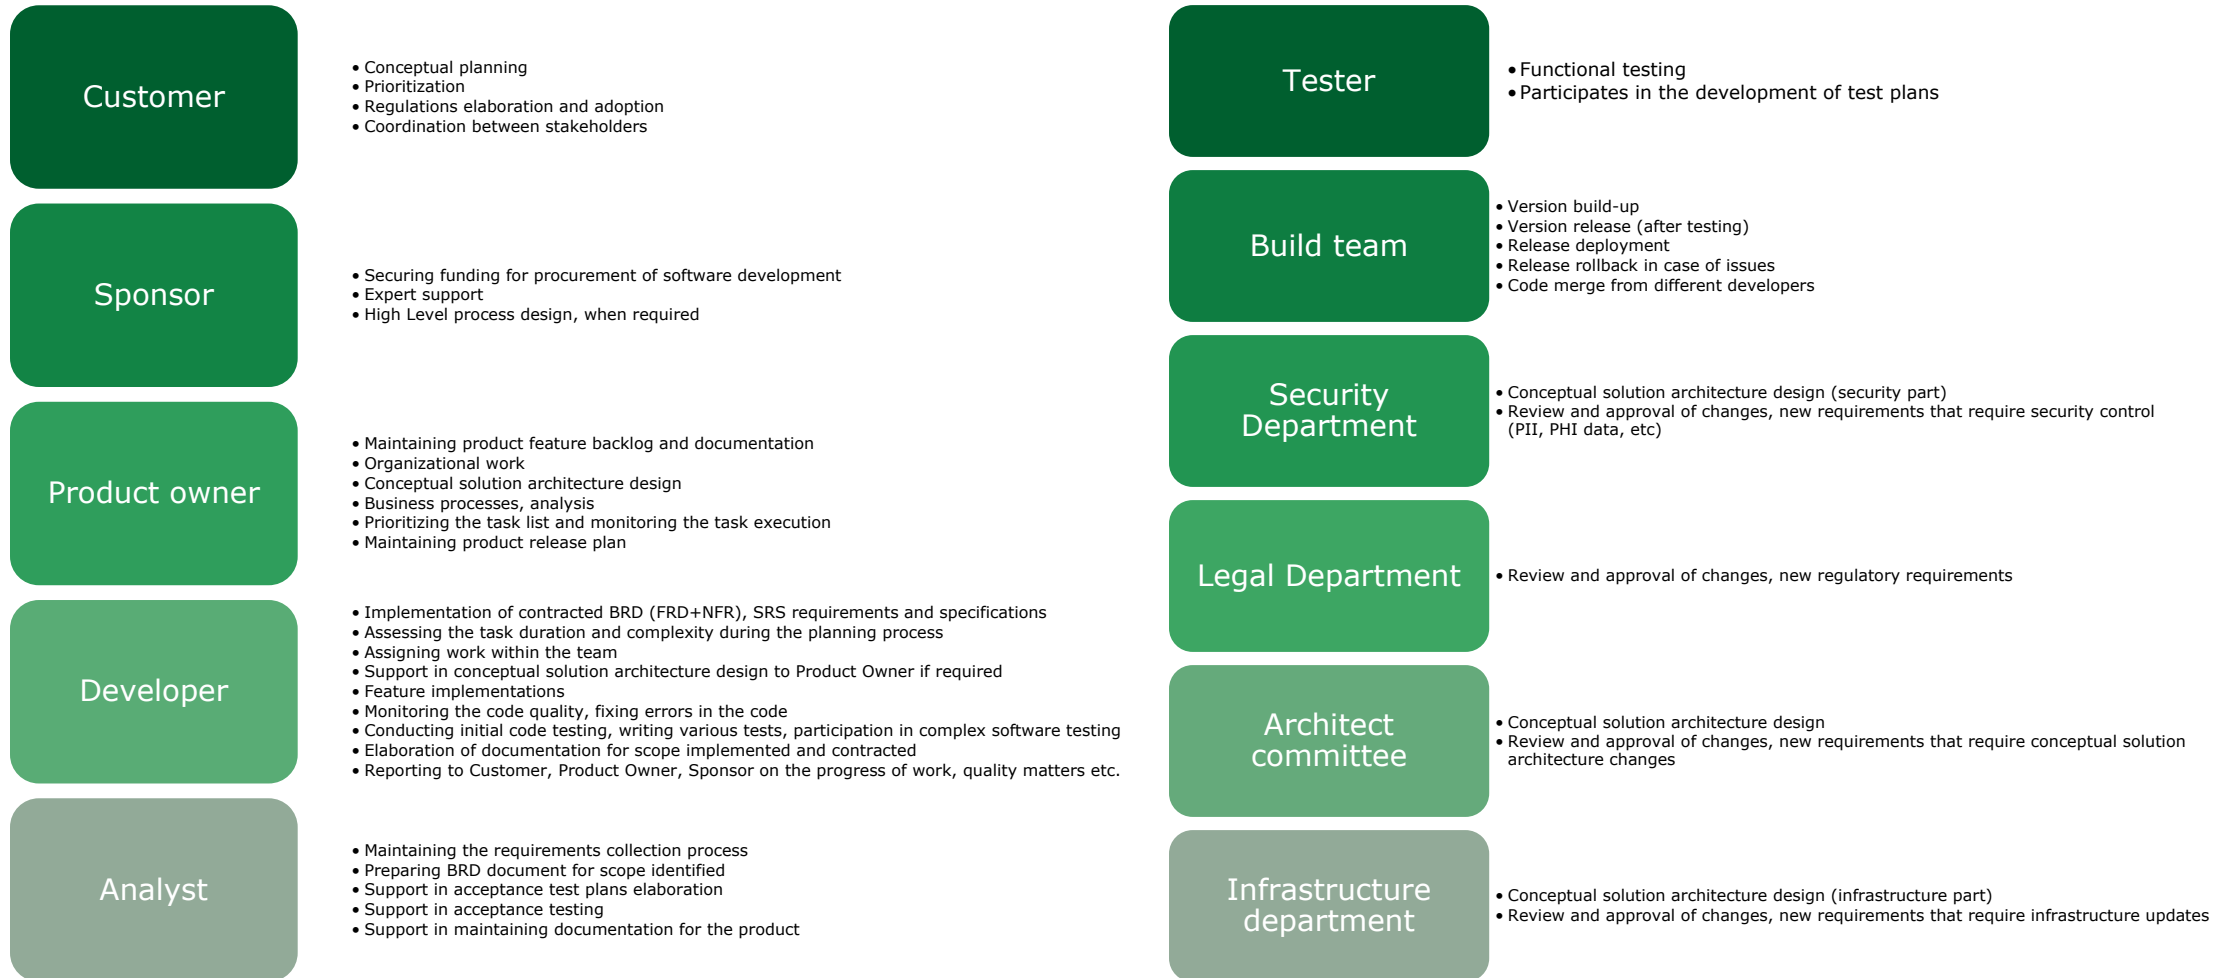 Customer
• Conceptual planning
• Prioritization
• Regulations elaboration and adoption
• Coordination between stakeholders
Sponsor
• Securing funding for procurement of software development
• Expert support
• High Level process design, when required
Product owner
• Maintaining product feature backlog and documentation
• Organizational work
• Conceptual solution architecture design
• Business processes, analysis
• Prioritizing the task list and monitoring the task execution
• Maintaining product release plan
Developer
• Implementation of contracted BRD (FRD+NFR), SRS requirements and specifications
• Assessing the task duration and complexity during the planning process
• Assigning work within the team
• Support in conceptual solution architecture design to Product Owner if required
• Feature implementations
• Monitoring the code quality, fixing errors in the code
• Conducting initial code testing, writing various tests, participation in complex software testing
• Elaboration of documentation for scope implemented and contracted
• Reporting to Customer, Product Owner, Sponsor on the progress of work, quality matters etc.
Analyst
• Maintaining the requirements collection process
• Preparing BRD document for scope identified
• Support in acceptance test plans elaboration
• Support in acceptance testing
• Support in maintaining documentation for the product
Tester
• Functional testing
• Participates in the development of test plans
Build team
• Version build-up
• Version release (after testing)
• Release deployment
• Release rollback in case of issues
• Code merge from different developers
Security
Department
• Conceptual solution architecture design (security part)
• Review and approval of changes, new requirements that require security control
(PII, PHI data, etc)
Legal Department
• Review and approval of changes, new regulatory requirements
Architect
committee
• Conceptual solution architecture design
• Review and approval of changes, new requirements that require conceptual solution
architecture changes
Infrastructure
department
• Conceptual solution architecture design (infrastructure part)
• Review and approval of changes, new requirements that require infrastructure updates